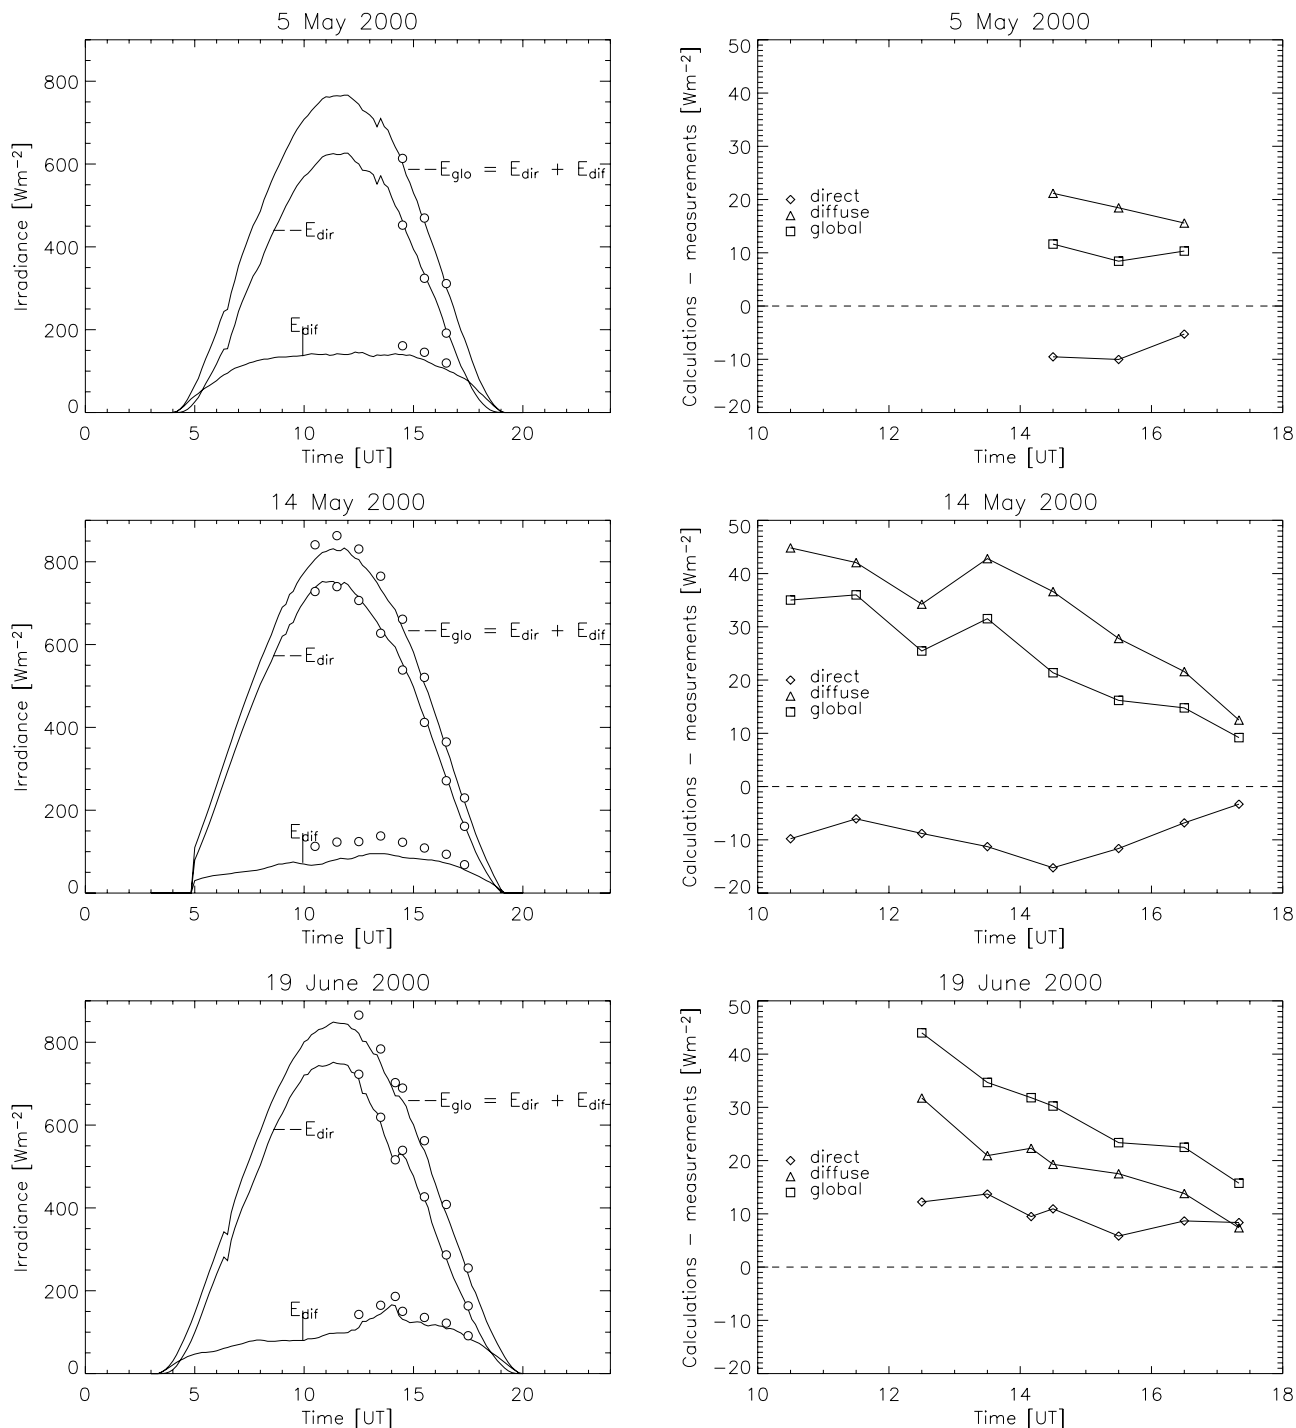 5 May 2000
Irradiance [Wm−2]
800
600
400
200
0
E_glo = E_dir + E_dif
E_dir
E_dif
0 5 10 15 20
Time [UT]
5 May 2000
Calculations − measurements [Wm−2]
50
40
30
20
10
0
−10
−20
direct
diffuse
global
10 12 14 16 18
Time [UT]
14 May 2000
Irradiance [Wm−2]
800
600
400
200
0
E_glo = E_dir + E_dif
E_dir
E_dif
0 5 10 15 20
Time [UT]
14 May 2000
Calculations − measurements [Wm−2]
50
40
30
20
10
0
−10
−20
direct
diffuse
global
10 12 14 16 18
Time [UT]
19 June 2000
Irradiance [Wm−2]
800
600
400
200
0
E_glo = E_dir + E_dif
E_dir
E_dif
0 5 10 15 20
Time [UT]
19 June 2000
Calculations − measurements [Wm−2]
50
40
30
20
10
0
−10
−20
direct
diffuse
global
10 12 14 16 18
Time [UT]